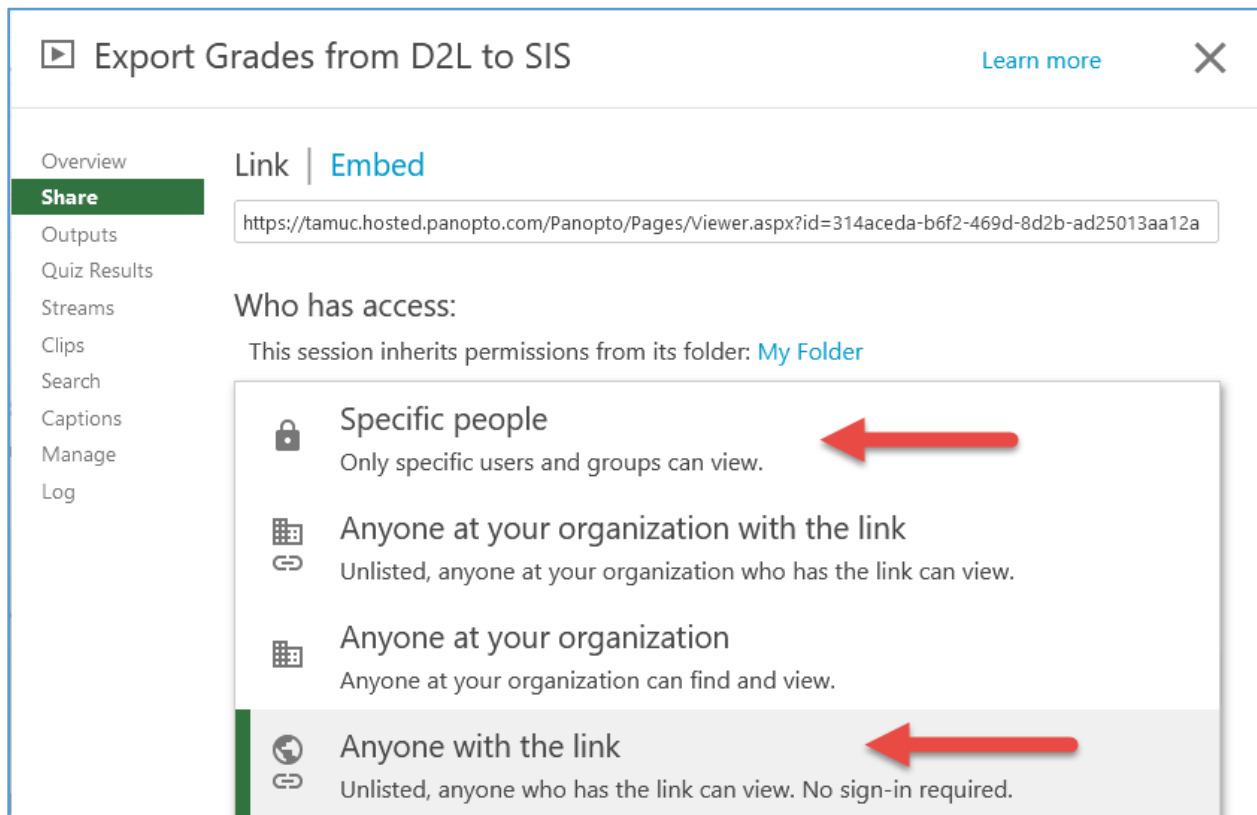 Export Grades from D2L to SIS
Learn more
Overview
Share
Outputs
Quiz Results
Streams
Clips
Search
Captions
Manage
Log
Link | Embed
https://tamuc.hosted.panopto.com/Panopto/Pages/Viewer.aspx?id=314aceda-b6f2-469d-8d2b-ad25013aa12a
Who has access:
This session inherits permissions from its folder: My Folder
Specific people
Only specific users and groups can view.
Anyone at your organization with the link
Unlisted, anyone at your organization who has the link can view.
Anyone at your organization
Anyone at your organization can find and view.
Anyone with the link
Unlisted, anyone who has the link can view. No sign-in required.